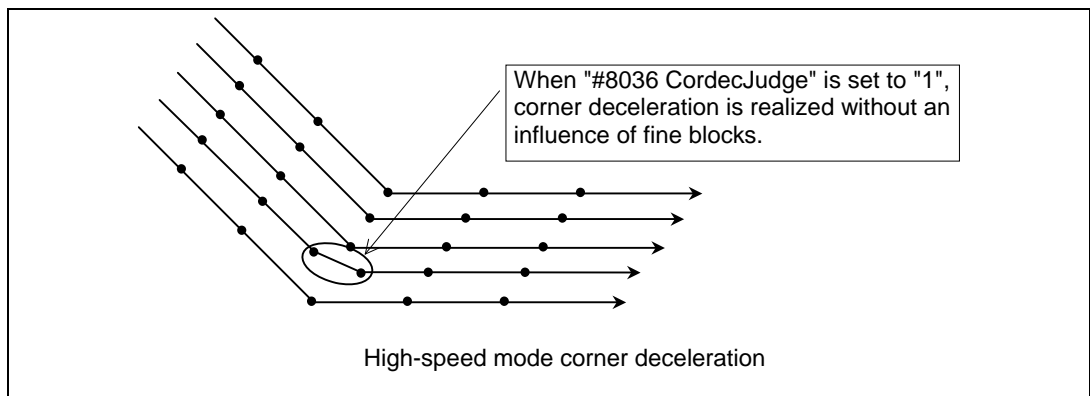 When "#8036 CordecJudge" is set to "1",
corner deceleration is realized without an
influence of fine blocks.
High-speed mode corner deceleration